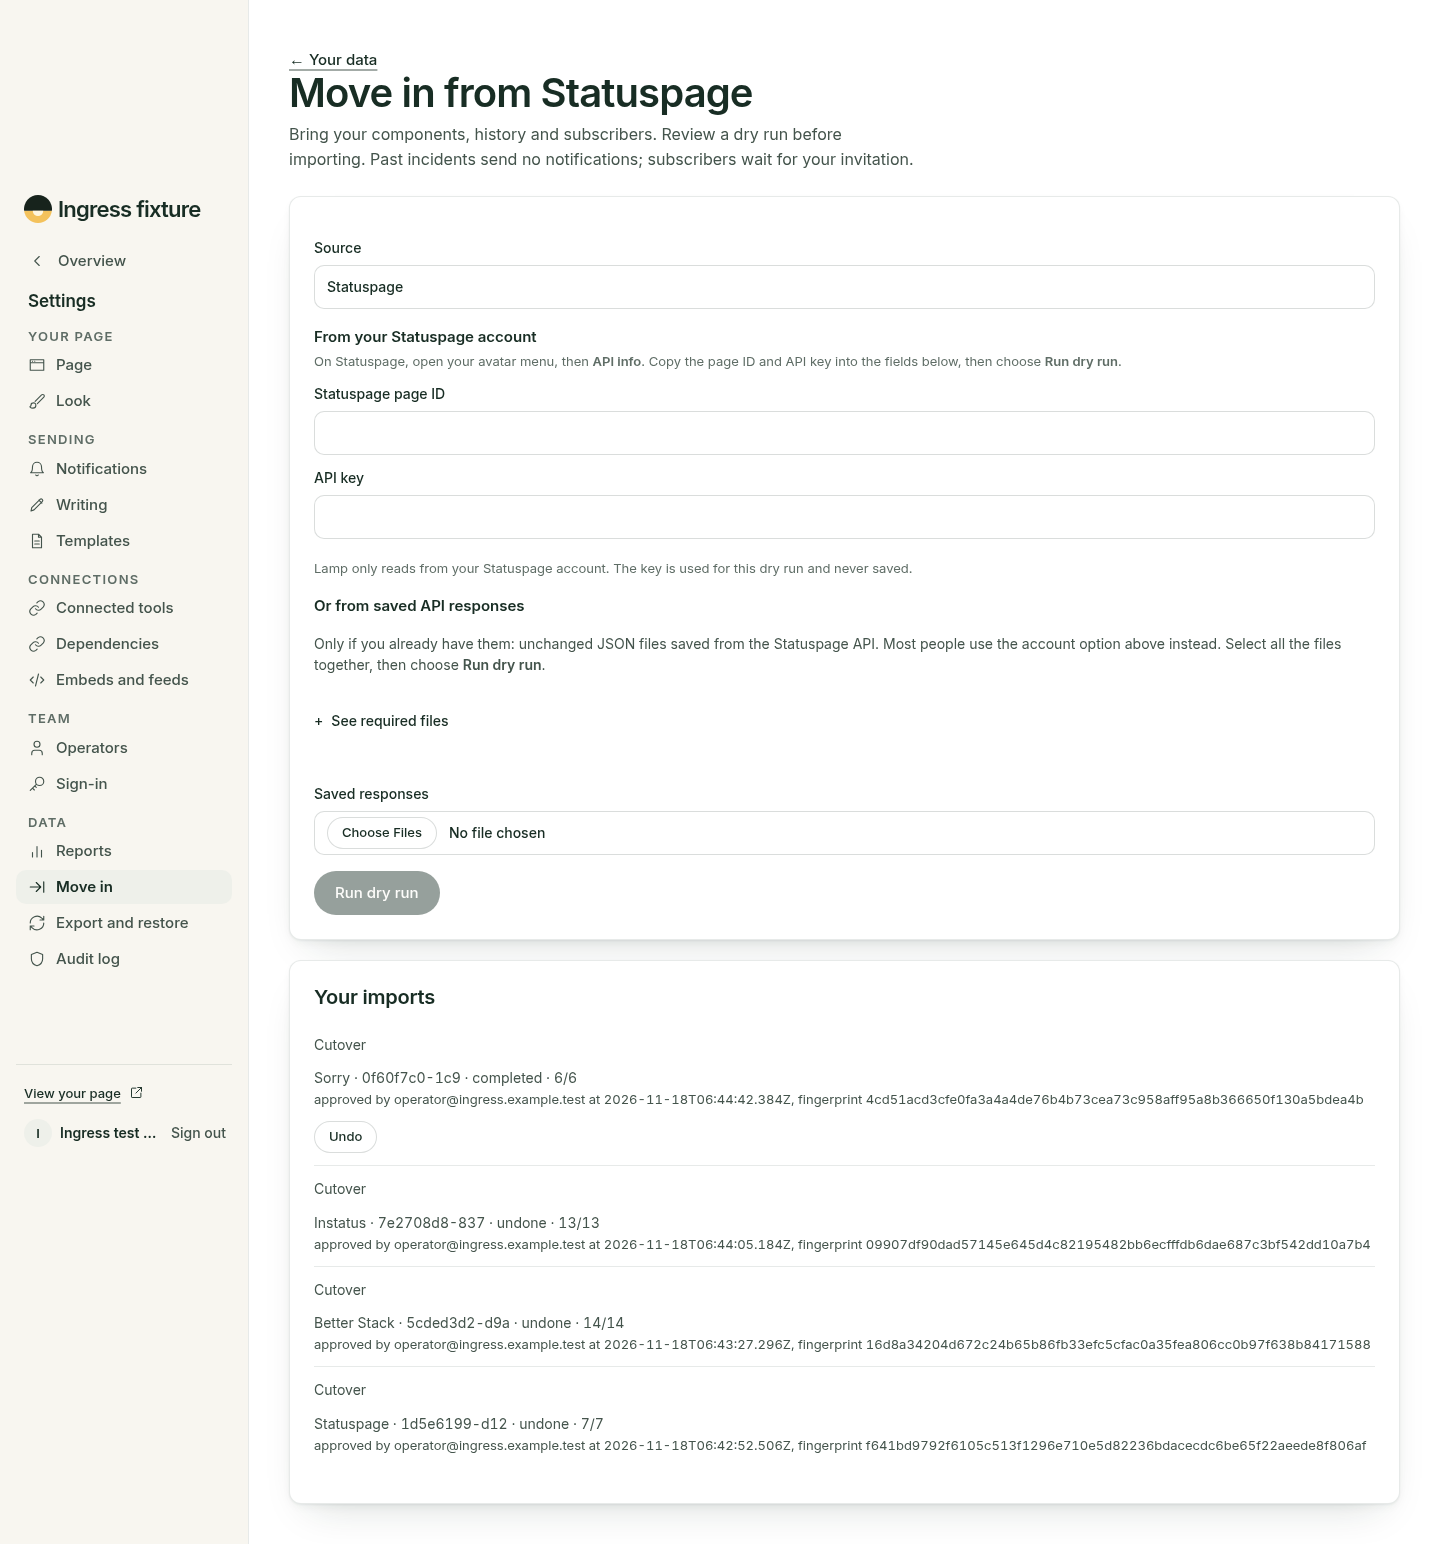 Ingress fixture
Overview
Settings
YOUR PAGE
Page
Look
SENDING
Notifications
Writing
Templates
CONNECTIONS
Connected tools
Dependencies
Embeds and feeds
TEAM
Operators
Sign-in
DATA
Reports
Move in
Export and restore
Audit log
View your page
I
Ingress test ...
Sign out
← Your data
Move in from Statuspage
Bring your components, history and subscribers. Review a dry run before
importing. Past incidents send no notifications; subscribers wait for your invitation.
Source
Statuspage
From your Statuspage account
On Statuspage, open your avatar menu, then API info. Copy the page ID and API key into the fields below, then choose Run dry run.
Statuspage page ID
API key
Lamp only reads from your Statuspage account. The key is used for this dry run and never saved.
Or from saved API responses
Only if you already have them: unchanged JSON files saved from the Statuspage API. Most people use the account option above instead. Select all the files
together, then choose Run dry run.
+ See required files
Saved responses
Choose Files No file chosen
Run dry run
Your imports
Cutover
Sorry · 0f60f7c0-1c9 · completed · 6/6
approved by operator@ingress.example.test at 2026-11-18T06:44:42.384Z, fingerprint 4cd51acd3cfe0fa3a4a4de76b4b73cea73c958aff95a8b366650f130a5bdea4b
Undo
Cutover
Instatus · 7e2708d8-837 · undone · 13/13
approved by operator@ingress.example.test at 2026-11-18T06:44:05.184Z, fingerprint 09907df90dad57145e645d4c82195482bb6ecfffdb6dae687c3bf542dd10a7b4
Cutover
Better Stack · 5cded3d2-d9a · undone · 14/14
approved by operator@ingress.example.test at 2026-11-18T06:43:27.296Z, fingerprint 16d8a34204d672c24b65b86fb33efc5cfac0a35fea806cc0b97f638b84171588
Cutover
Statuspage · 1d5e6199-d12 · undone · 7/7
approved by operator@ingress.example.test at 2026-11-18T06:42:52.506Z, fingerprint f641bd9792f6105c513f1296e710e5d82236bdacecdc6be65f22aeede8f806af